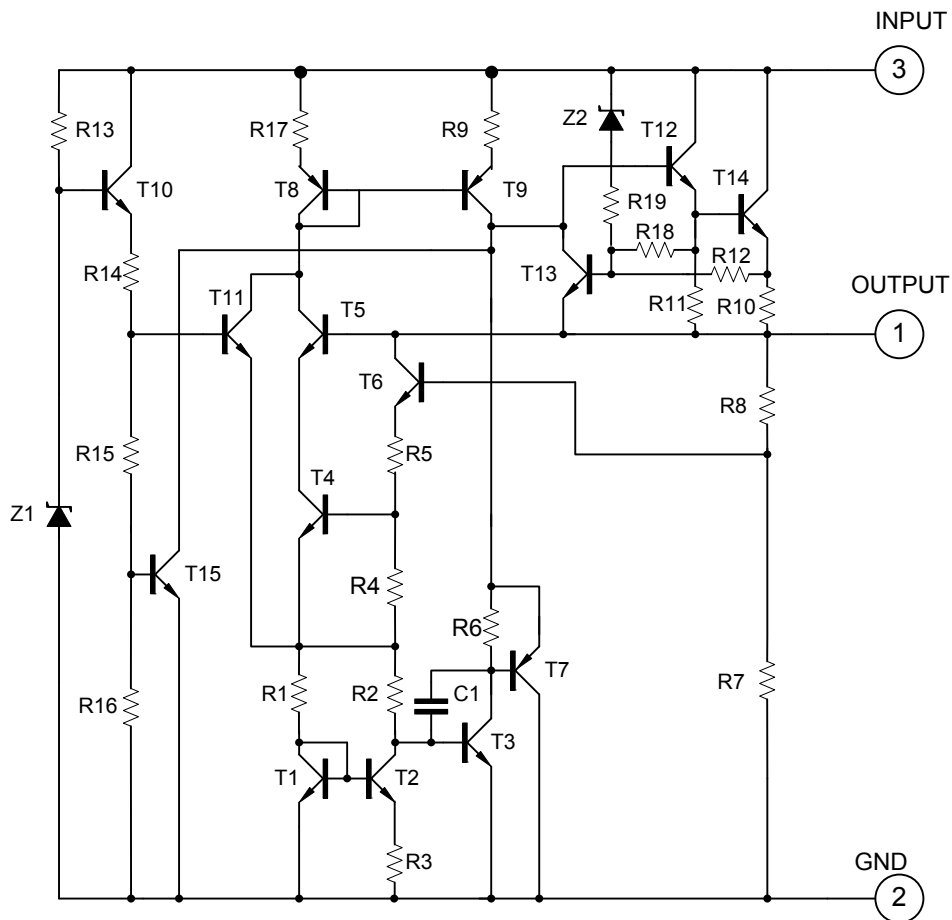 INPUT
3
R13
R17
R9
Z2
T12
T10
T8
T9
T14
R19
R18
R12
R14
T11
T5
T13
R11
R10
OUTPUT
1
T6
R8
R15
R5
T4
Z1
T15
R4
R6
T7
R16
R1
R2
C1
R7
T3
T1
T2
R3
GND
2